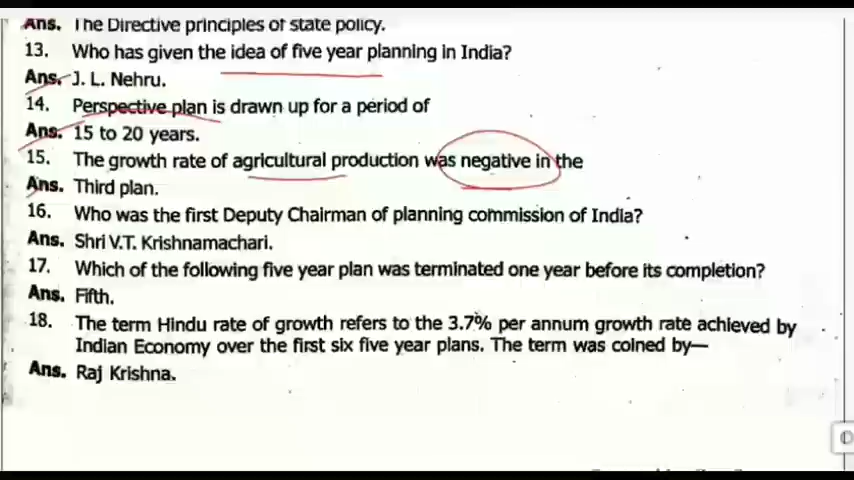 Ans. The Directive principles of state policy.
13. Who has given the idea of five year planning in India?
Ans. J. L. Nehru.
14. Perspective plan is drawn up for a period of
Ans. 15 to 20 years.
15. The growth rate of agricultural production was negative in the
Ans. Third plan.
16. Who was the first Deputy Chairman of planning commission of India?
Ans. Shri V.T. Krishnamachari.
17. Which of the following five year plan was terminated one year before its completion?
Ans. Fifth.
18. The term Hindu rate of growth refers to the 3.7% per annum growth rate achieved by
Indian Economy over the first six five year plans. The term was coined by—
Ans. Raj Krishna.